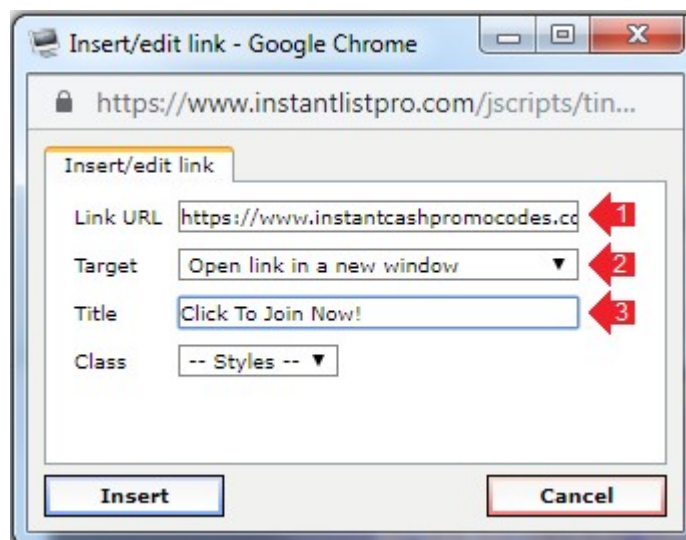 Insert/edit link - Google Chrome
https://www.instantlistpro.com/jscripts/tin...
Insert/edit link
Link URL https://www.instantcashpromocodes.cc 1
Target Open link in a new window 2
Title Click To Join Now! 3
Class -- Styles --
Insert Cancel